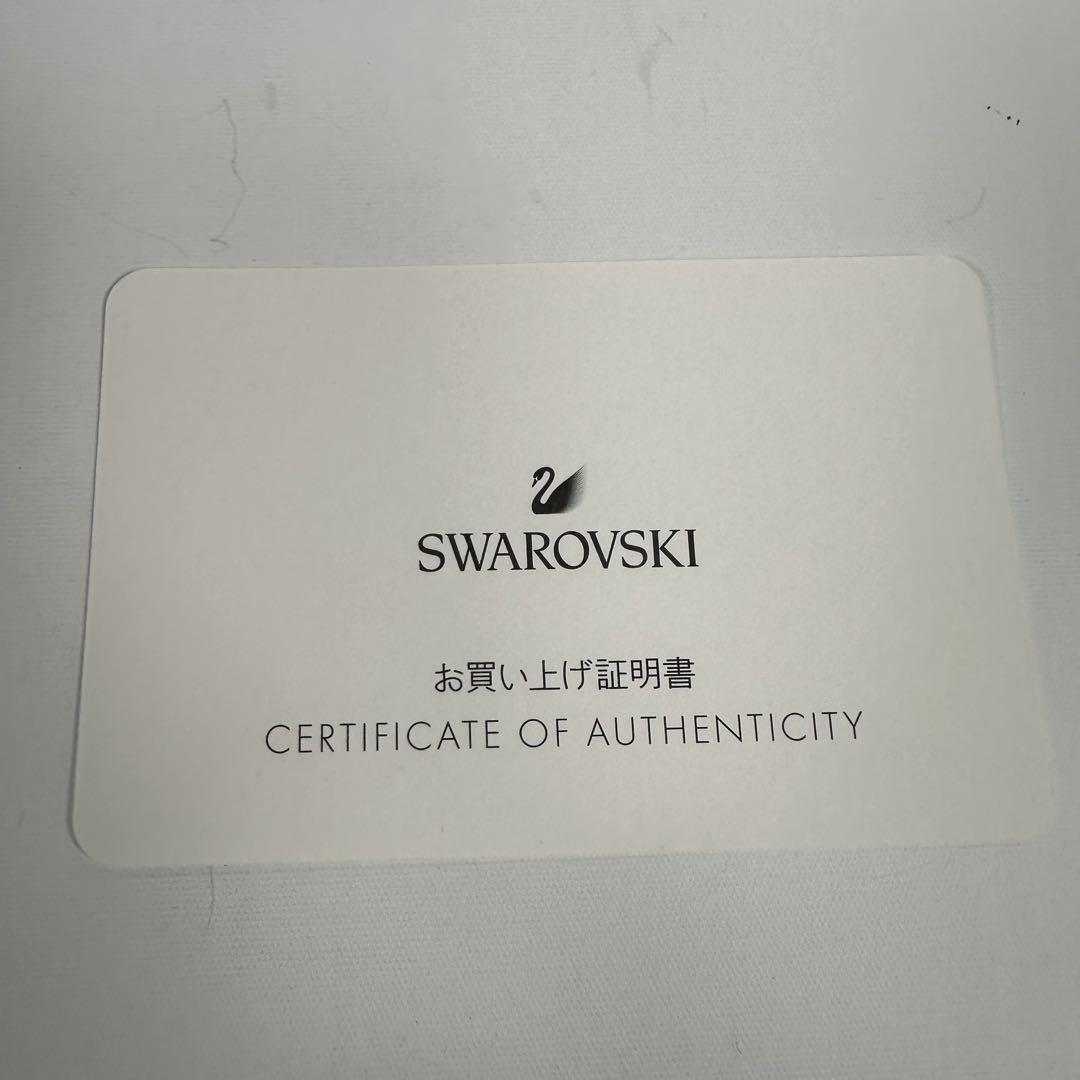 SWAROVSKI
お買い上げ証明書
CERTIFICATE OF AUTHENTICITY